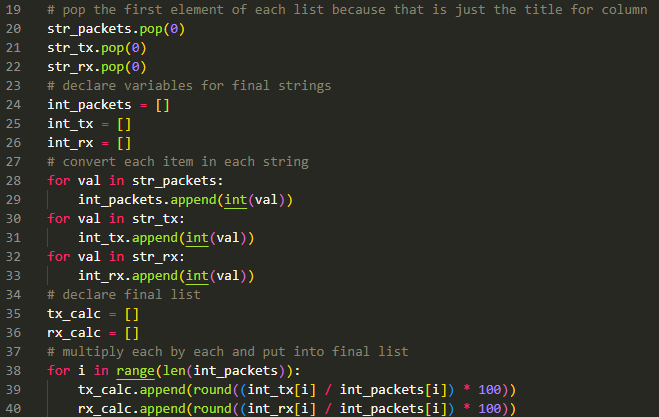 19 # pop the first element of each list because that is just the title for column
20 str_packets.pop(0)
21 str_tx.pop(0)
22 str_rx.pop(0)
23 # declare variables for final strings
24 int_packets = []
25 int_tx = []
26 int_rx = []
27 # convert each item in each string
28 for val in str_packets:
29     int_packets.append(int(val))
30 for val in str_tx:
31     int_tx.append(int(val))
32 for val in str_rx:
33     int_rx.append(int(val))
34 # declare final list
35 tx_calc = []
36 rx_calc = []
37 # multiply each by each and put into final list
38 for i in range(len(int_packets)):
39     tx_calc.append(round((int_tx[i] / int_packets[i]) * 100))
40     rx_calc.append(round((int_rx[i] / int_packets[i]) * 100))